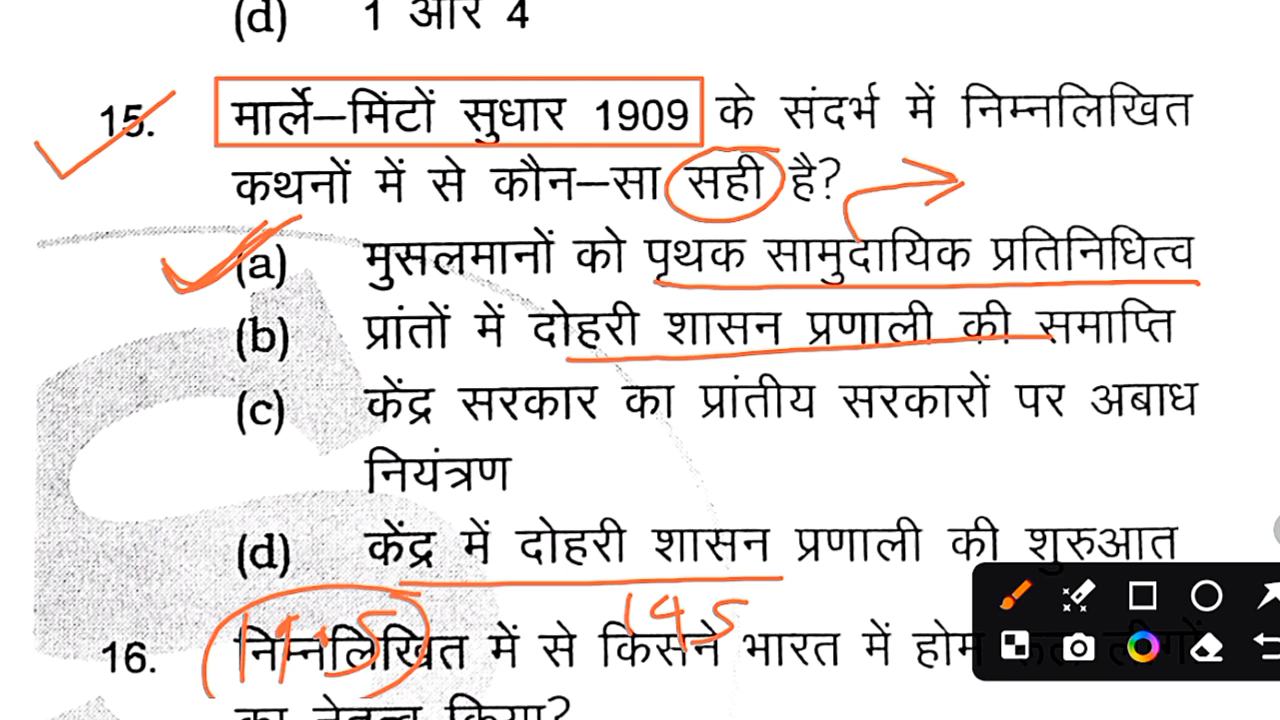 (d) 1 और 4
15. मार्ले–मिंटों सुधार 1909 के संदर्भ में निम्नलिखित
कथनों में से कौन–सा सही है?
(a) मुसलमानों को पृथक सामुदायिक प्रतिनिधित्व
(b) प्रांतों में दोहरी शासन प्रणाली की समाप्ति
(c) केंद्र सरकार का प्रांतीय सरकारों पर अबाध
नियंत्रण
(d) केंद्र में दोहरी शासन प्रणाली की शुरुआत
16. निम्नलिखित में से किसने भारत में होम
का नेतृत्व किया?